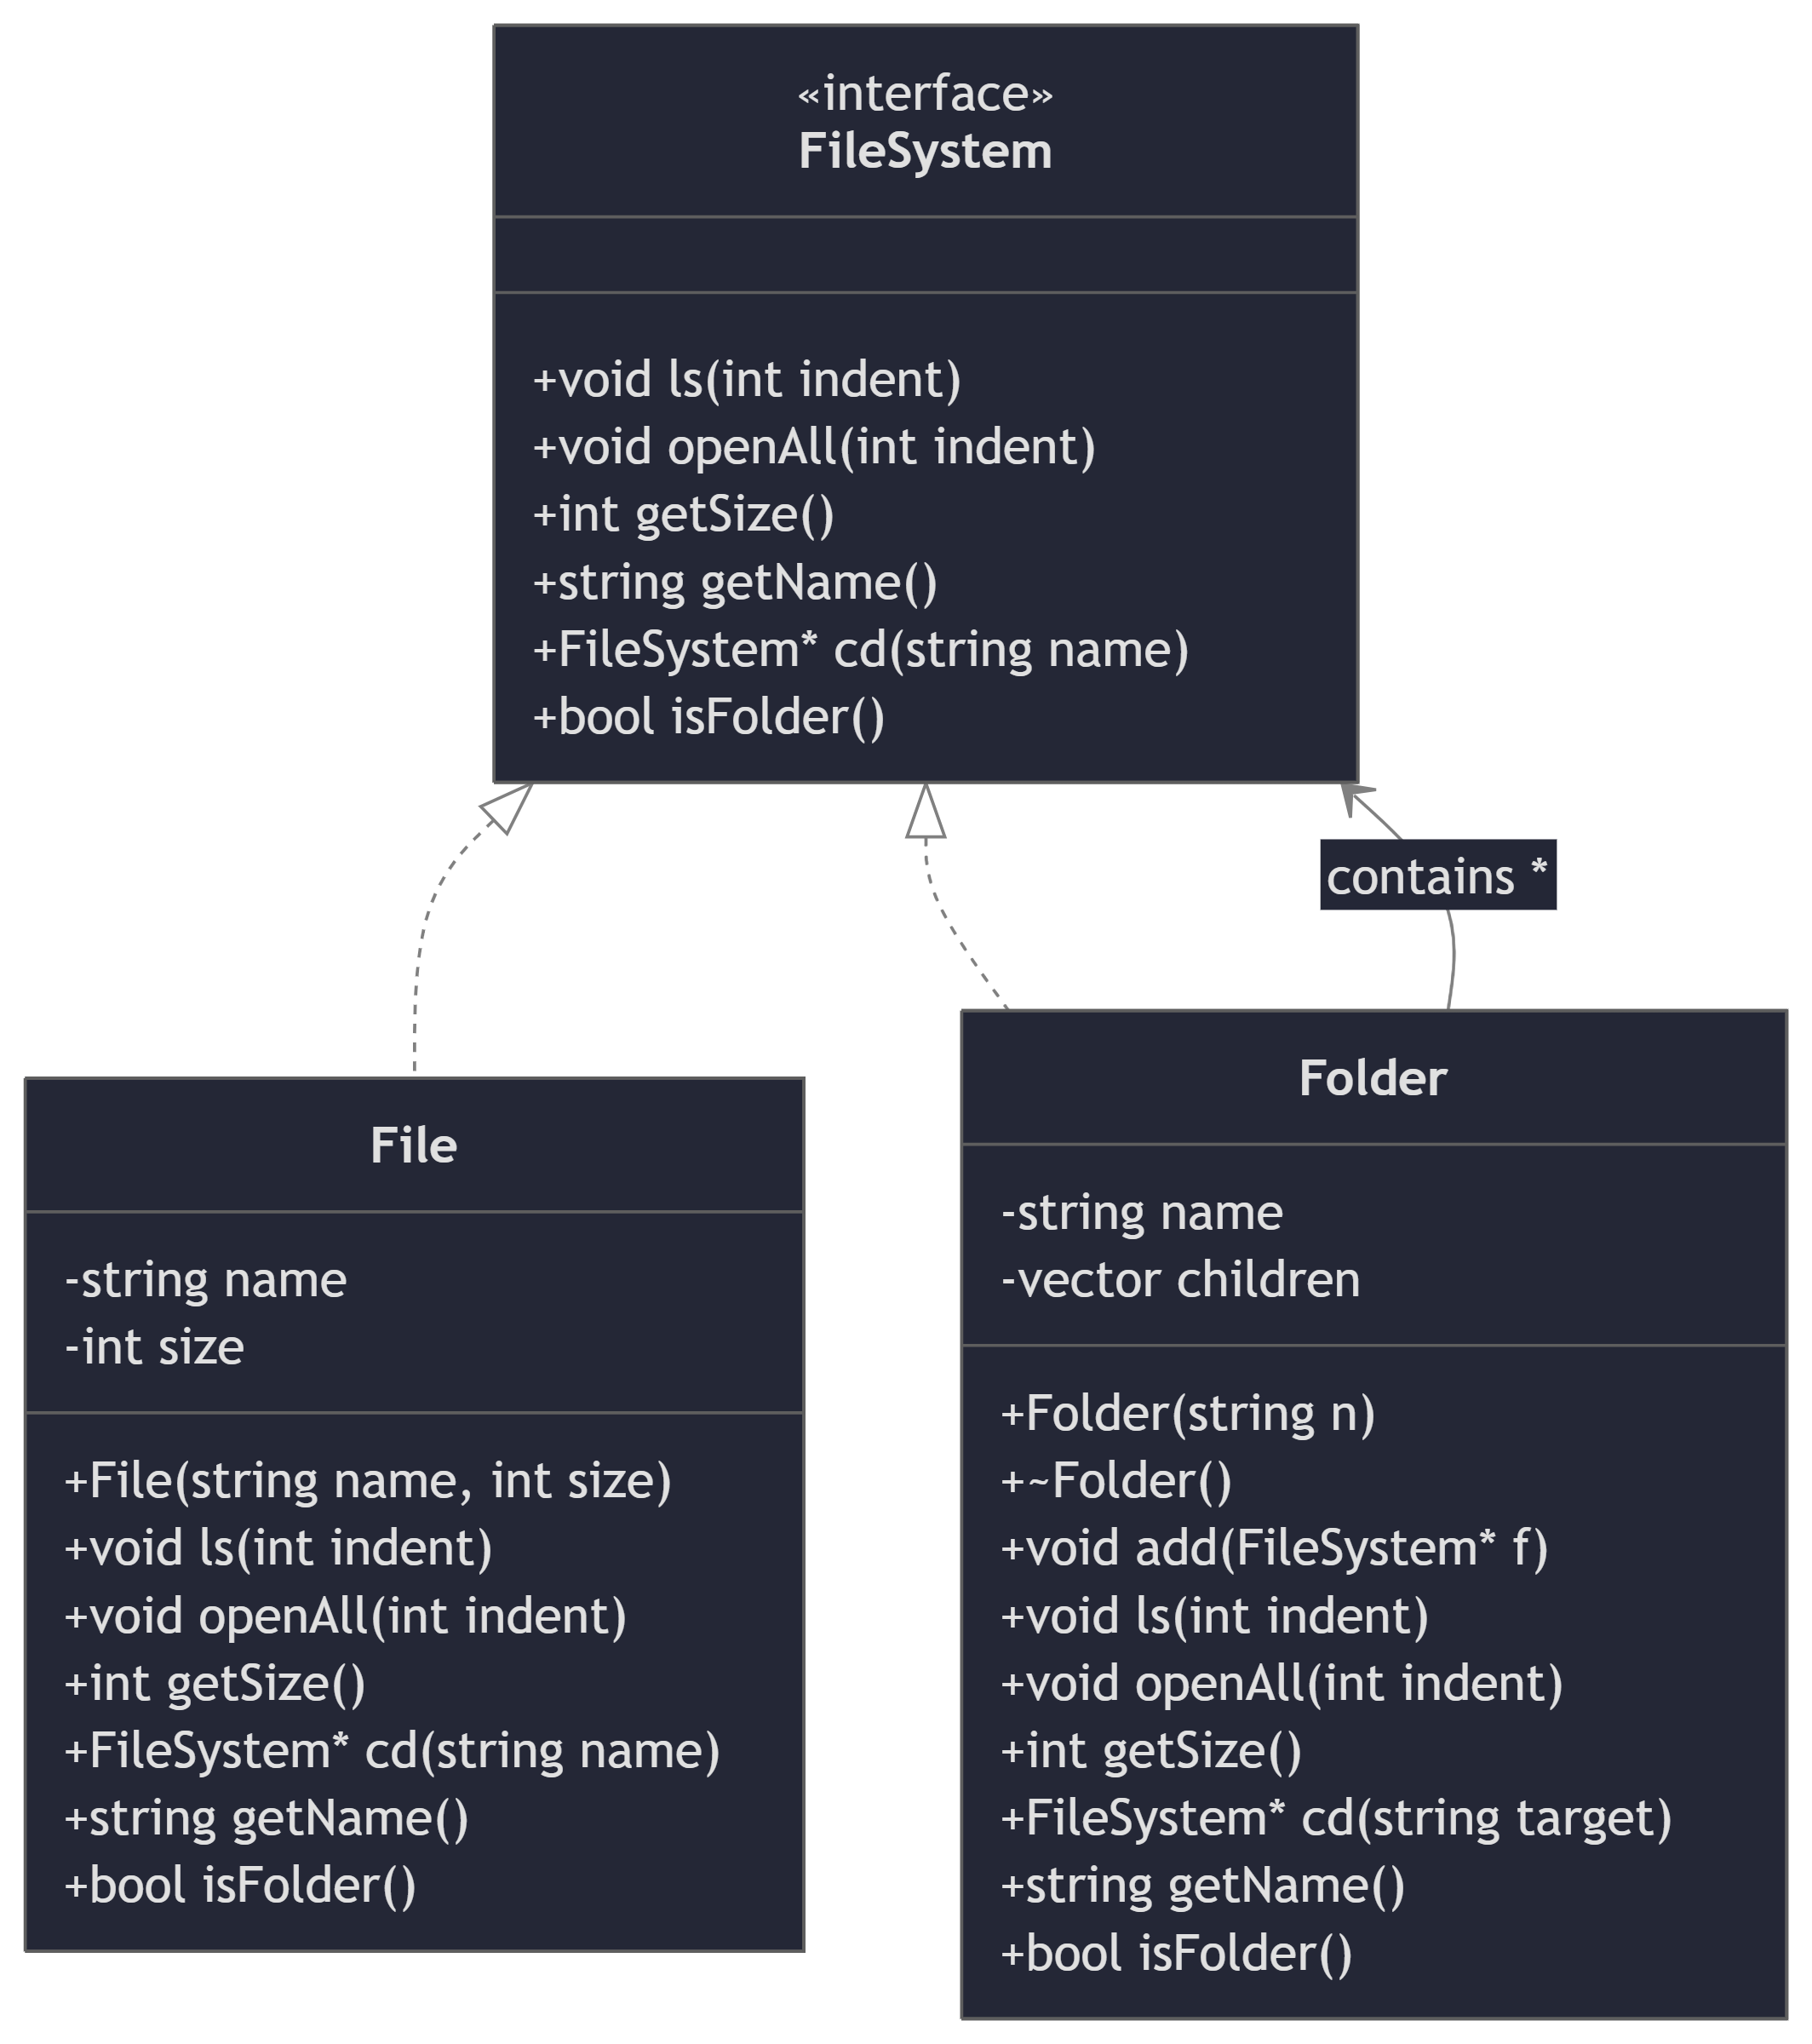 «interface»
FileSystem
+void ls(int indent)
+void openAll(int indent)
+int getSize()
+string getName()
+FileSystem* cd(string name)
+bool isFolder()
contains *
File
-string name
-int size
+File(string name, int size)
+void ls(int indent)
+void openAll(int indent)
+int getSize()
+FileSystem* cd(string name)
+string getName()
+bool isFolder()
Folder
-string name
-vector children
+Folder(string n)
+~Folder()
+void add(FileSystem* f)
+void ls(int indent)
+void openAll(int indent)
+int getSize()
+FileSystem* cd(string target)
+string getName()
+bool isFolder()